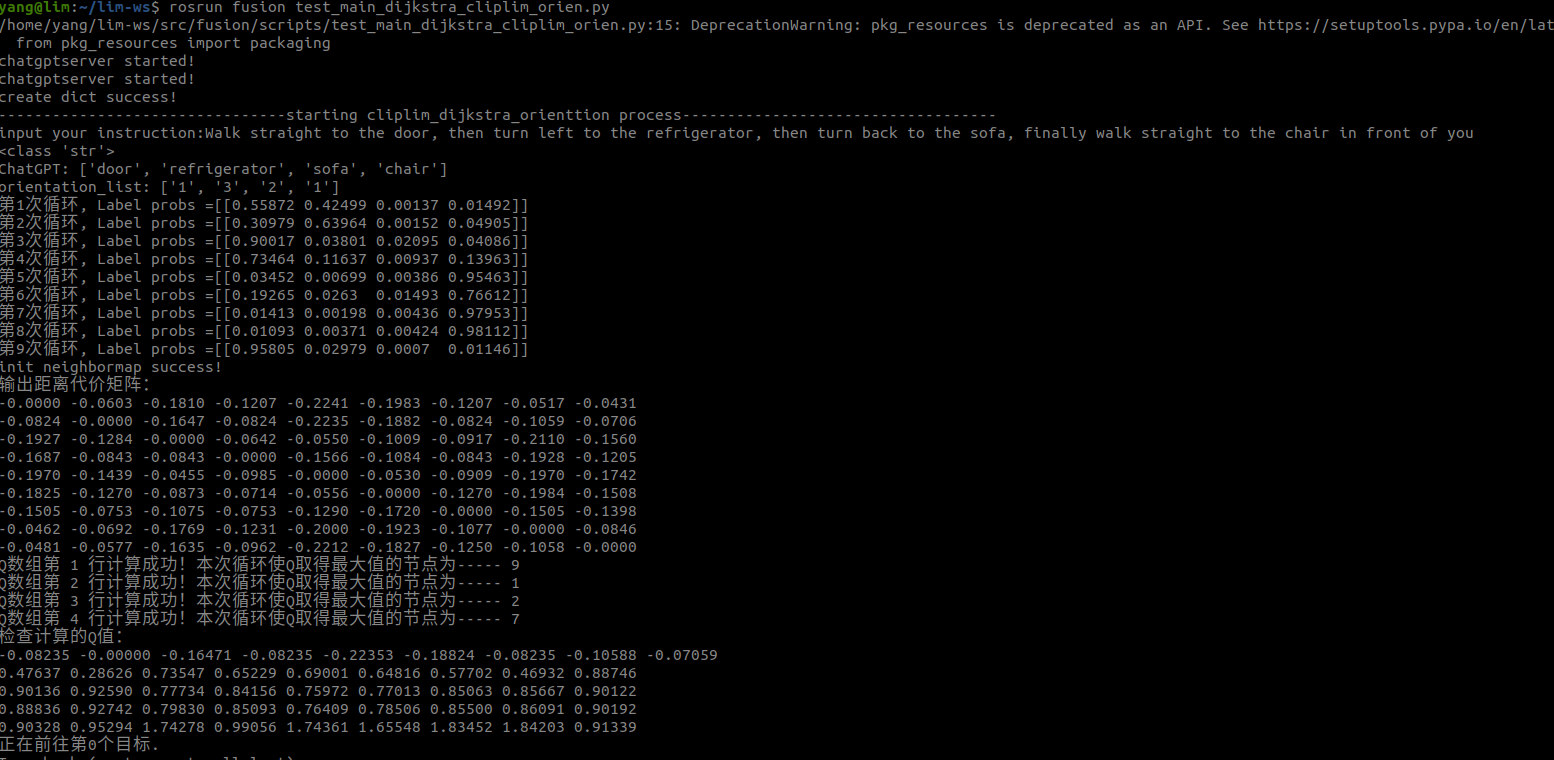 yang@lim:~/lim-ws$ rosrun fusion test_main_dijkstra_cliplim_orien.py
/home/yang/lim-ws/src/fusion/scripts/test_main_dijkstra_cliplim_orien.py:15: DeprecationWarning: pkg_resources is deprecated as an API. See https://setuptools.pypa.io/en/lat
  from pkg_resources import packaging
chatgptserver started!
chatgptserver started!
create dict success!
--------------------------------starting cliplim_dijkstra_orienttion process-----------------------------------
input your instruction:Walk straight to the door, then turn left to the refrigerator, then turn back to the sofa, finally walk straight to the chair in front of you
<class 'str'>
ChatGPT: ['door', 'refrigerator', 'sofa', 'chair']
orientation_list: ['1', '3', '2', '1']
第1次循环, Label probs =[[0.55872 0.42499 0.00137 0.01492]]
第2次循环, Label probs =[[0.30979 0.63964 0.00152 0.04905]]
第3次循环, Label probs =[[0.90017 0.03801 0.02095 0.04086]]
第4次循环, Label probs =[[0.73464 0.11637 0.00937 0.13963]]
第5次循环, Label probs =[[0.03452 0.00699 0.00386 0.95463]]
第6次循环, Label probs =[[0.19265 0.0263  0.01493 0.76612]]
第7次循环, Label probs =[[0.01413 0.00198 0.00436 0.97953]]
第8次循环, Label probs =[[0.01093 0.00371 0.00424 0.98112]]
第9次循环, Label probs =[[0.95805 0.02979 0.0007  0.01146]]
init neighbormap success!
输出距离代价矩阵:
-0.0000 -0.0603 -0.1810 -0.1207 -0.2241 -0.1983 -0.1207 -0.0517 -0.0431
-0.0824 -0.0000 -0.1647 -0.0824 -0.2235 -0.1882 -0.0824 -0.1059 -0.0706
-0.1927 -0.1284 -0.0000 -0.0642 -0.0550 -0.1009 -0.0917 -0.2110 -0.1560
-0.1687 -0.0843 -0.0843 -0.0000 -0.1566 -0.1084 -0.0843 -0.1928 -0.1205
-0.1970 -0.1439 -0.0455 -0.0985 -0.0000 -0.0530 -0.0909 -0.1970 -0.1742
-0.1825 -0.1270 -0.0873 -0.0714 -0.0556 -0.0000 -0.1270 -0.1984 -0.1508
-0.1505 -0.0753 -0.1075 -0.0753 -0.1290 -0.1720 -0.0000 -0.1505 -0.1398
-0.0462 -0.0692 -0.1769 -0.1231 -0.2000 -0.1923 -0.1077 -0.0000 -0.0846
-0.0481 -0.0577 -0.1635 -0.0962 -0.2212 -0.1827 -0.1250 -0.1058 -0.0000
Q数组第 1 行计算成功! 本次循环使Q取得最大值的节点为----- 9
Q数组第 2 行计算成功! 本次循环使Q取得最大值的节点为----- 1
Q数组第 3 行计算成功! 本次循环使Q取得最大值的节点为----- 2
Q数组第 4 行计算成功! 本次循环使Q取得最大值的节点为----- 7
检查计算的Q值:
-0.08235 -0.00000 -0.16471 -0.08235 -0.22353 -0.18824 -0.08235 -0.10588 -0.07059
0.47637 0.28626 0.73547 0.65229 0.69001 0.64816 0.57702 0.46932 0.88746
0.90136 0.92590 0.77734 0.84156 0.75972 0.77013 0.85063 0.85667 0.90122
0.88836 0.92742 0.79830 0.85093 0.76409 0.78506 0.85500 0.86091 0.90192
0.90328 0.95294 1.74278 0.99056 1.74361 1.65548 1.83452 1.84203 0.91339
正在前往第0个目标.